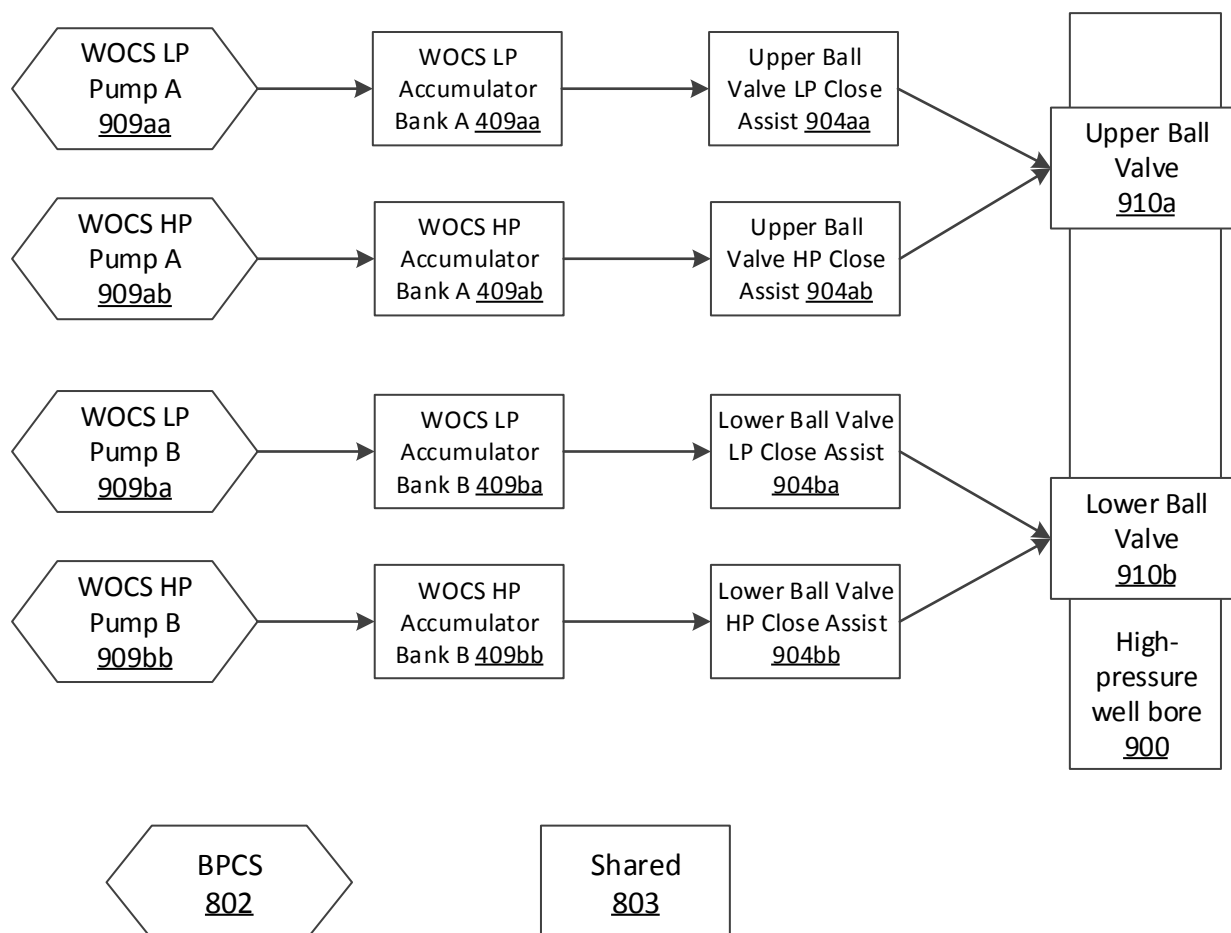 WOCS LP
Pump A
909aa
WOCS LP
Accumulator
Bank A 409aa
Upper Ball
Valve LP Close
Assist 904aa
Upper Ball
Valve
910a
WOCS HP
Pump A
909ab
WOCS HP
Accumulator
Bank A 409ab
Upper Ball
Valve HP Close
Assist 904ab
WOCS LP
Pump B
909ba
WOCS LP
Accumulator
Bank B 409ba
Lower Ball Valve
LP Close Assist
904ba
Lower Ball
Valve
910b
WOCS HP
Pump B
909bb
WOCS HP
Accumulator
Bank B 409bb
Lower Ball Valve
HP Close Assist
904bb
High-
pressure
well bore
900
BPCS
802
Shared
803